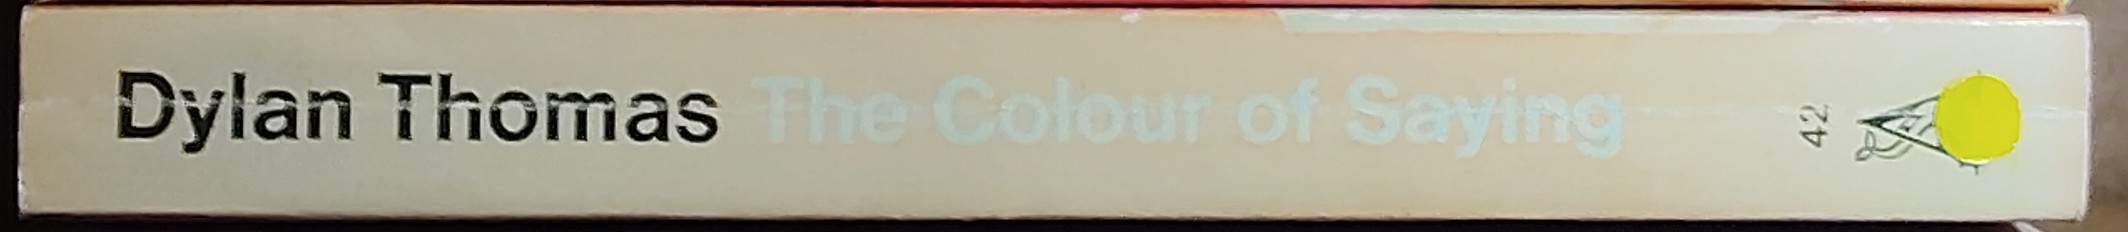 Dylan Thomas The Colour of Saying
42